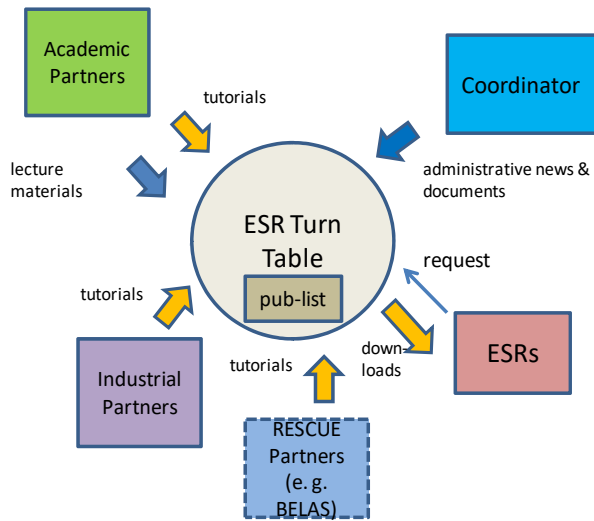 Academic
Partners
tutorials
Coordinator
lecture
materials
administrative news &
documents
ESR Turn
Table
pub-list
request
tutorials
Industrial
Partners
tutorials
down-
loads
ESRs
RESCUE
Partners
(e. g.
BELAS)